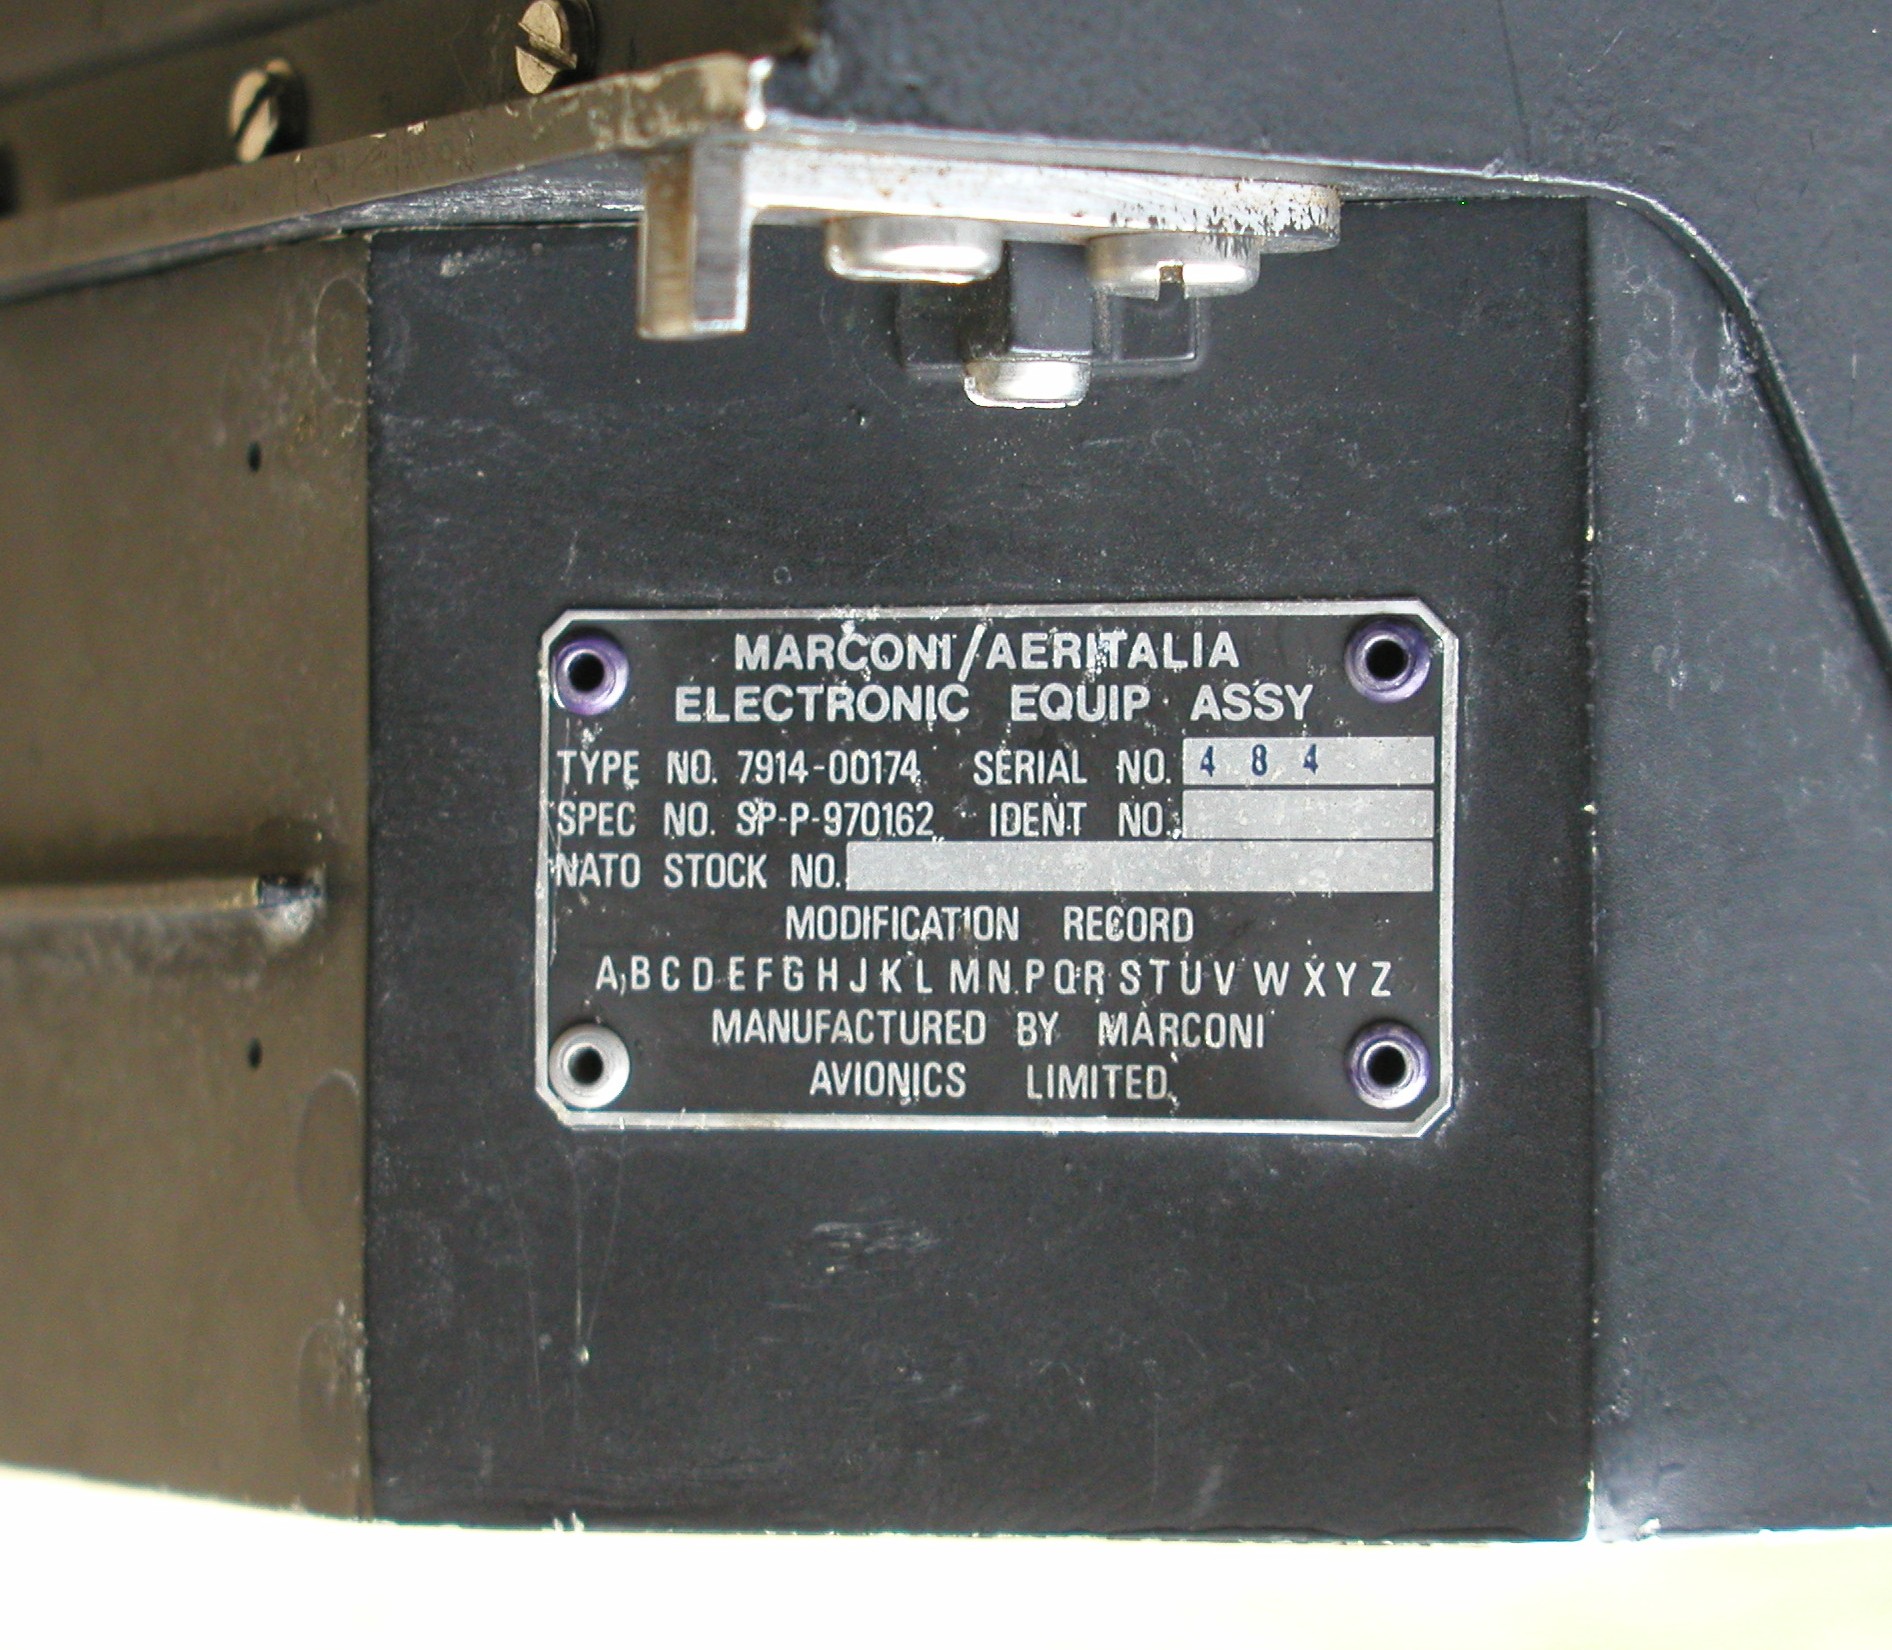 MARCONI/AERITALIA
ELECTRONIC EQUIP ASSY
TYPE NO. 7914-00174 SERIAL NO. 484
SPEC NO. SP-P-970162 IDENT NO.
NATO STOCK NO.
MODIFICATION RECORD
A B C D E F G H J K L M N P Q R S T U V W X Y Z
MANUFACTURED BY MARCONI
AVIONICS LIMITED